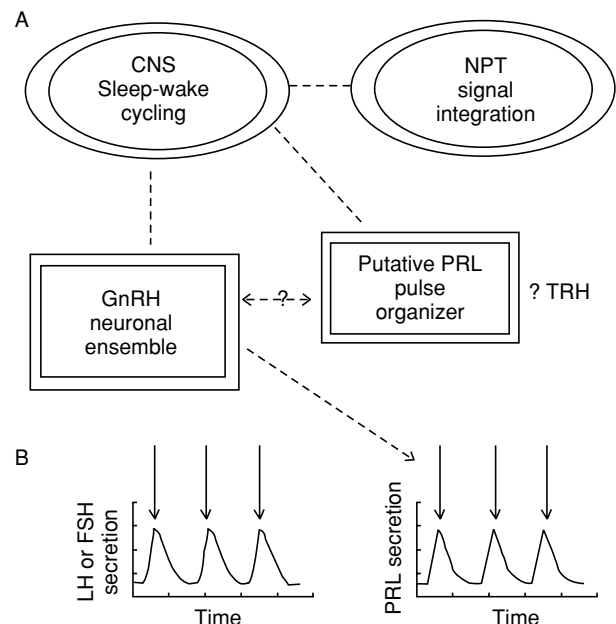 A
CNS
Sleep-wake
cycling
NPT
signal
integration
GnRH
neuronal
ensemble
?
Putative PRL
pulse
organizer
? TRH
B
LH or FSH
secretion
Time
PRL secretion
Time